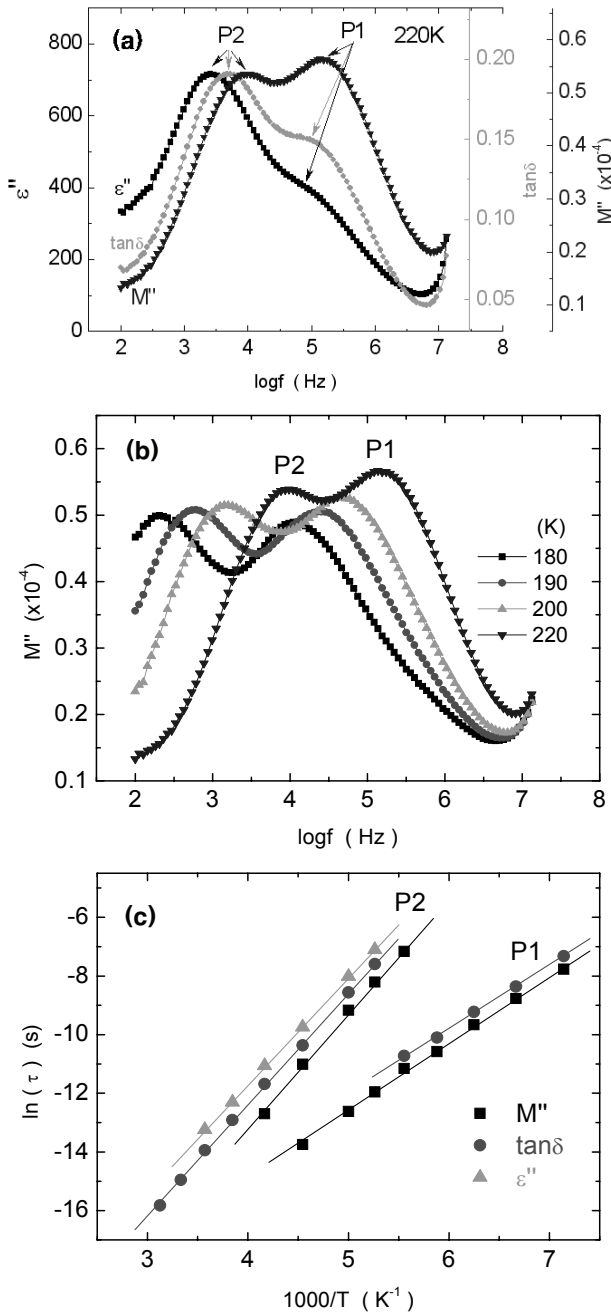 (a)
P2
P1
220K
800
600
400
200
0
ε"
ε"
tanδ
M"
0.20
0.15
0.10
0.05
tanδ
0.5
0.4
0.3
0.2
0.1
M" (x10⁻⁴)
2 3 4 5 6 7
logf ( Hz )
(b)
P2
P1
0.6
0.5
0.4
0.3
0.2
0.1
M" (x10⁻⁴)
(K)
180
190
200
220
2 3 4 5 6 7 8
logf ( Hz )
(c)
P2
P1
-6
-8
-10
-12
-14
-16
ln ( τ ) (s)
M"
tanδ
ε"
3 4 5 6 7
1000/T ( K⁻¹ )